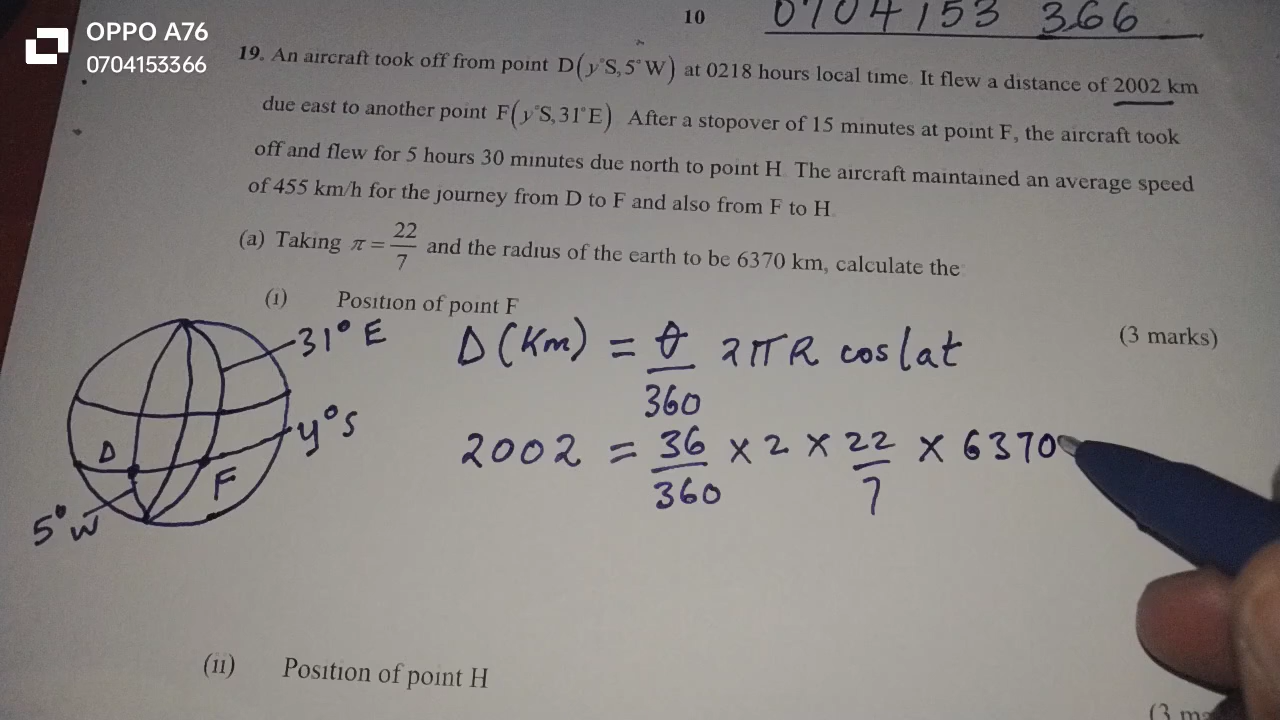 OPPO A76
0704153366
10 0704153 366
19. An aircraft took off from point D(y°S, 5°W) at 0218 hours local time. It flew a distance of 2002 km
due east to another point F(y°S, 31°E) After a stopover of 15 minutes at point F, the aircraft took
off and flew for 5 hours 30 minutes due north to point H The aircraft maintained an average speed
of 455 km/h for the journey from D to F and also from F to H
(a) Taking π = 22/7 and the radius of the earth to be 6370 km, calculate the
(i) Position of point F
(3 marks)
31° E
y°S
D
F
5°W
D(Km) = θ/360 2πR cos lat
2002 = 36/360 × 2 × 22/7 × 6370
(ii) Position of point H
(3